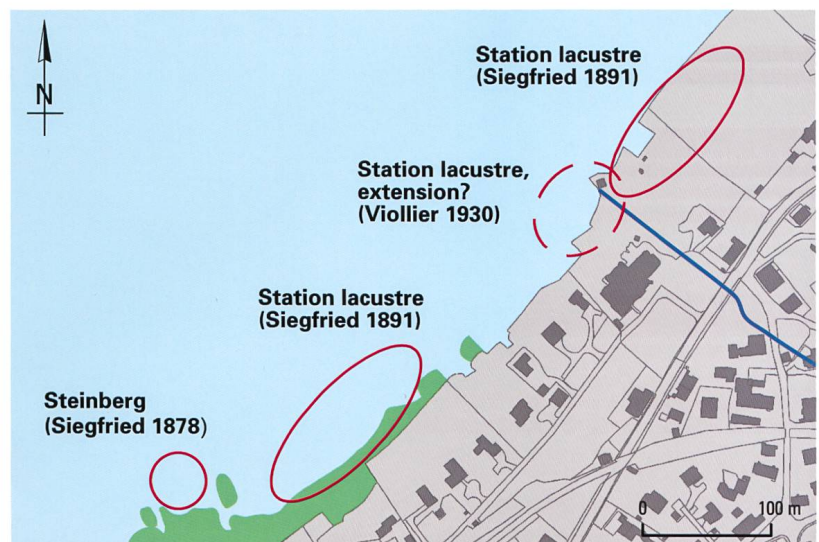 N
Station lacustre
(Siegfried 1891)
Station lacustre,
extension?
(Viollier 1930)
Station lacustre
(Siegfried 1891)
Steinberg
(Siegfried 1878)
0 100 m